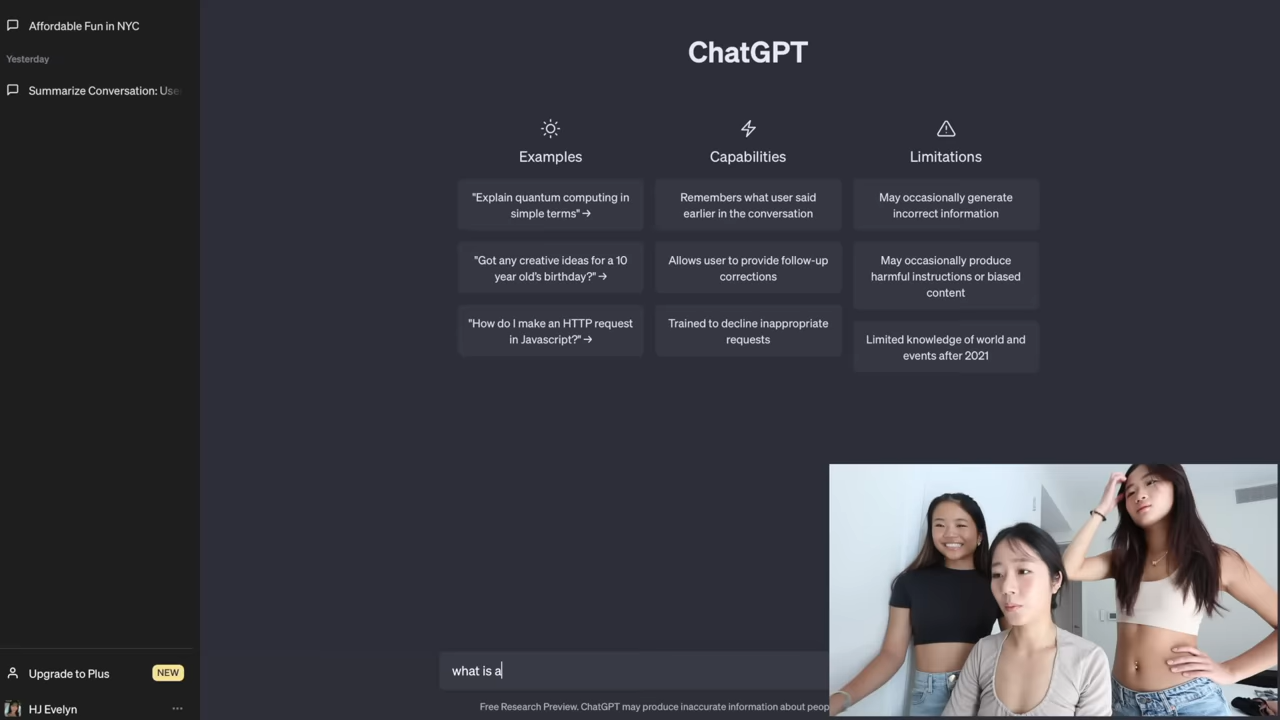 Affordable Fun in NYC
Yesterday
Summarize Conversation: Use
Upgrade to Plus NEW
HJ Evelyn
ChatGPT
Examples
"Explain quantum computing in
simple terms" →
"Got any creative ideas for a 10
year old's birthday?" →
"How do I make an HTTP request
in Javascript?" →
Capabilities
Remembers what user said
earlier in the conversation
Allows user to provide follow-up
corrections
Trained to decline inappropriate
requests
Limitations
May occasionally generate
incorrect information
May occasionally produce
harmful instructions or biased
content
Limited knowledge of world and
events after 2021
what is a
Free Research Preview. ChatGPT may produce inaccurate information about